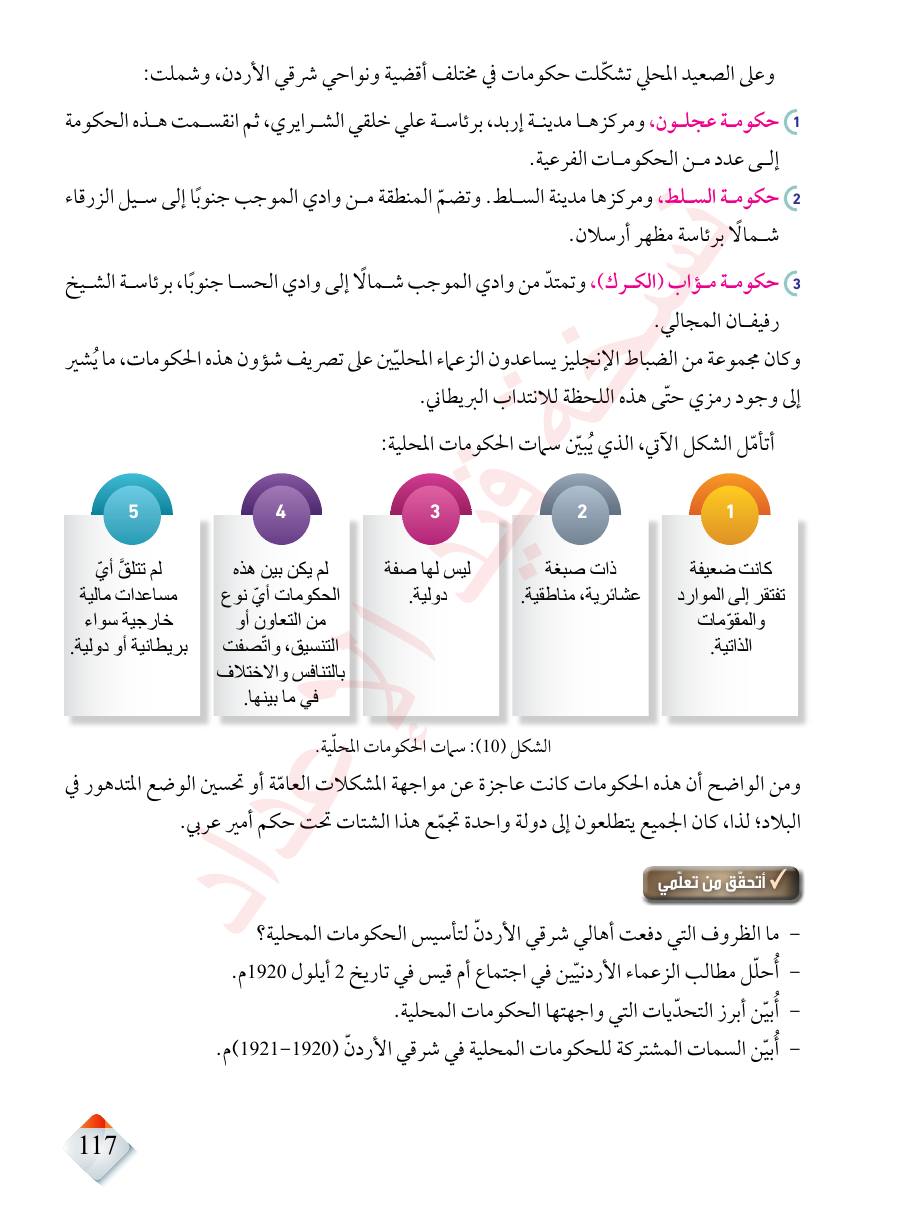 وعلى الصعيد المحلي تشكّلت حكومات في مختلف أقضية ونواحي شرقي الأردن، وشملت:
1 حكومة عجلون، ومركزها مدينة إربد، برئاسة علي خلقي الشرايري، ثم انقسمت هذه الحكومة
إلى عدد من الحكومات الفرعية.
2 حكومة السلط، ومركزها مدينة السلط. وتضمّ المنطقة من وادي الموجب جنوبًا إلى سيل الزرقاء
شمالًا برئاسة مظهر أرسلان.
3 حكومة مؤاب (الكرك)، وتمتدّ من وادي الموجب شمالًا إلى وادي الحسا جنوبًا، برئاسة الشيخ
رفيفان المجالي.
وكان مجموعة من الضباط الإنجليز يساعدون الزعماء المحليّين على تصريف شؤون هذه الحكومات، ما يُشير
إلى وجود رمزي حتّى هذه اللحظة للانتداب البريطاني.
أتأمّل الشكل الآتي، الذي يُبيّن سمات الحكومات المحلية:
1
كانت ضعيفة
تفتقر إلى الموارد
والمقوّمات
الذاتية.
2
ذات صبغة
عشائرية، مناطقية.
3
ليس لها صفة
دولية.
4
لم يكن بين هذه
الحكومات أيّ نوع
من التعاون أو
التنسيق، واتّصفت
بالتنافس والاختلاف
في ما بينها.
5
لم تتلقَّ أيّ
مساعدات مالية
خارجية سواء
بريطانية أو دولية.
الشكل (10): سمات الحكومات المحلّية.
ومن الواضح أن هذه الحكومات كانت عاجزة عن مواجهة المشكلات العامّة أو تحسين الوضع المتدهور في
البلاد؛ لذا، كان الجميع يتطلعون إلى دولة واحدة تجمّع هذا الشتات تحت حكم أمير عربي.
✓ أتحقّق من تعلّمي
– ما الظروف التي دفعت أهالي شرقي الأردنّ لتأسيس الحكومات المحلية؟
– أُحلّل مطالب الزعماء الأردنيّين في اجتماع أم قيس في تاريخ 2 أيلول 1920م.
– أُبيّن أبرز التحدّيات التي واجهتها الحكومات المحلية.
– أُبيّن السمات المشتركة للحكومات المحلية في شرقي الأردنّ (1920–1921)م.
117
نسخة قيد الإعداد